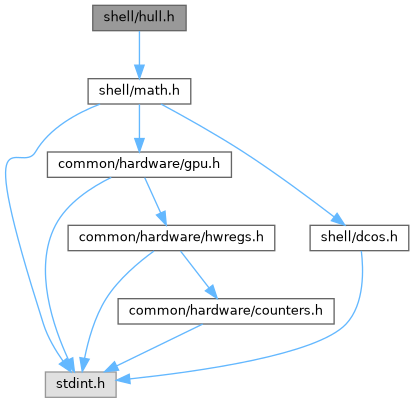 shell/hull.h
shell/math.h
common/hardware/gpu.h
common/hardware/hwregs.h
shell/dcos.h
common/hardware/counters.h
stdint.h